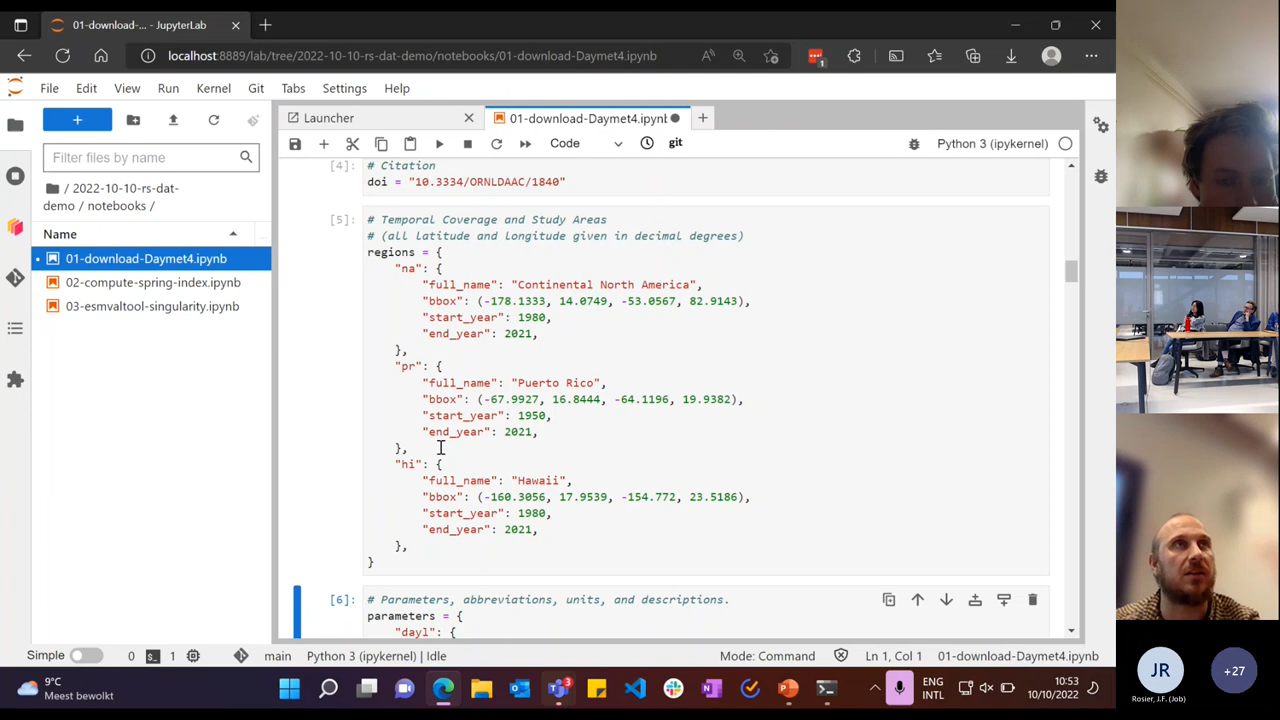 01-download-... - JupyterLab
localhost:8889/lab/tree/2022-10-10-rs-dat-demo/notebooks/01-download-Daymet4.ipynb
File Edit View Run Kernel Git Tabs Settings Help
Launcher
01-download-Daymet4.ipynb
Code
git
Python 3 (ipykernel)
Filter files by name
/ 2022-10-10-rs-dat-
demo / notebooks /
Name
01-download-Daymet4.ipynb
02-compute-spring-index.ipynb
03-esmvaltool-singularity.ipynb
[4]: # Citation
doi = "10.3334/ORNLDAAC/1840"
[5]: # Temporal Coverage and Study Areas
# (all latitude and longitude given in decimal degrees)
regions = {
"na": {
"full_name": "Continental North America",
"bbox": (-178.1333, 14.0749, -53.0567, 82.9143),
"start_year": 1980,
"end_year": 2021,
},
"pr": {
"full_name": "Puerto Rico",
"bbox": (-67.9927, 16.8444, -64.1196, 19.9382),
"start_year": 1950,
"end_year": 2021,
},
"hi": {
"full_name": "Hawaii",
"bbox": (-160.3056, 17.9539, -154.772, 23.5186),
"start_year": 1980,
"end_year": 2021,
},
}
[6]: # Parameters, abbreviations, units, and descriptions.
parameters = {
"dayl": {
Simple 0 1 main Python 3 (ipykernel) | Idle Mode: Command Ln 1, Col 1 01-download-Daymet4.ipynb
9°C
Meest bewolkt
3
ENG
INTL
10:53
10/10/2022
1
JR
Rosier, J.F. (Job)
+27